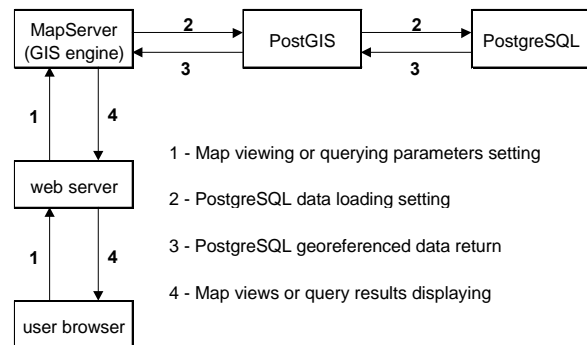 MapServer
(GIS engine)
2
3
PostGIS
2
3
PostgreSQL
1
4
web server
1
4
user browser
1 - Map viewing or querying parameters setting
2 - PostgreSQL data loading setting
3 - PostgreSQL georeferenced data return
4 - Map views or query results displaying